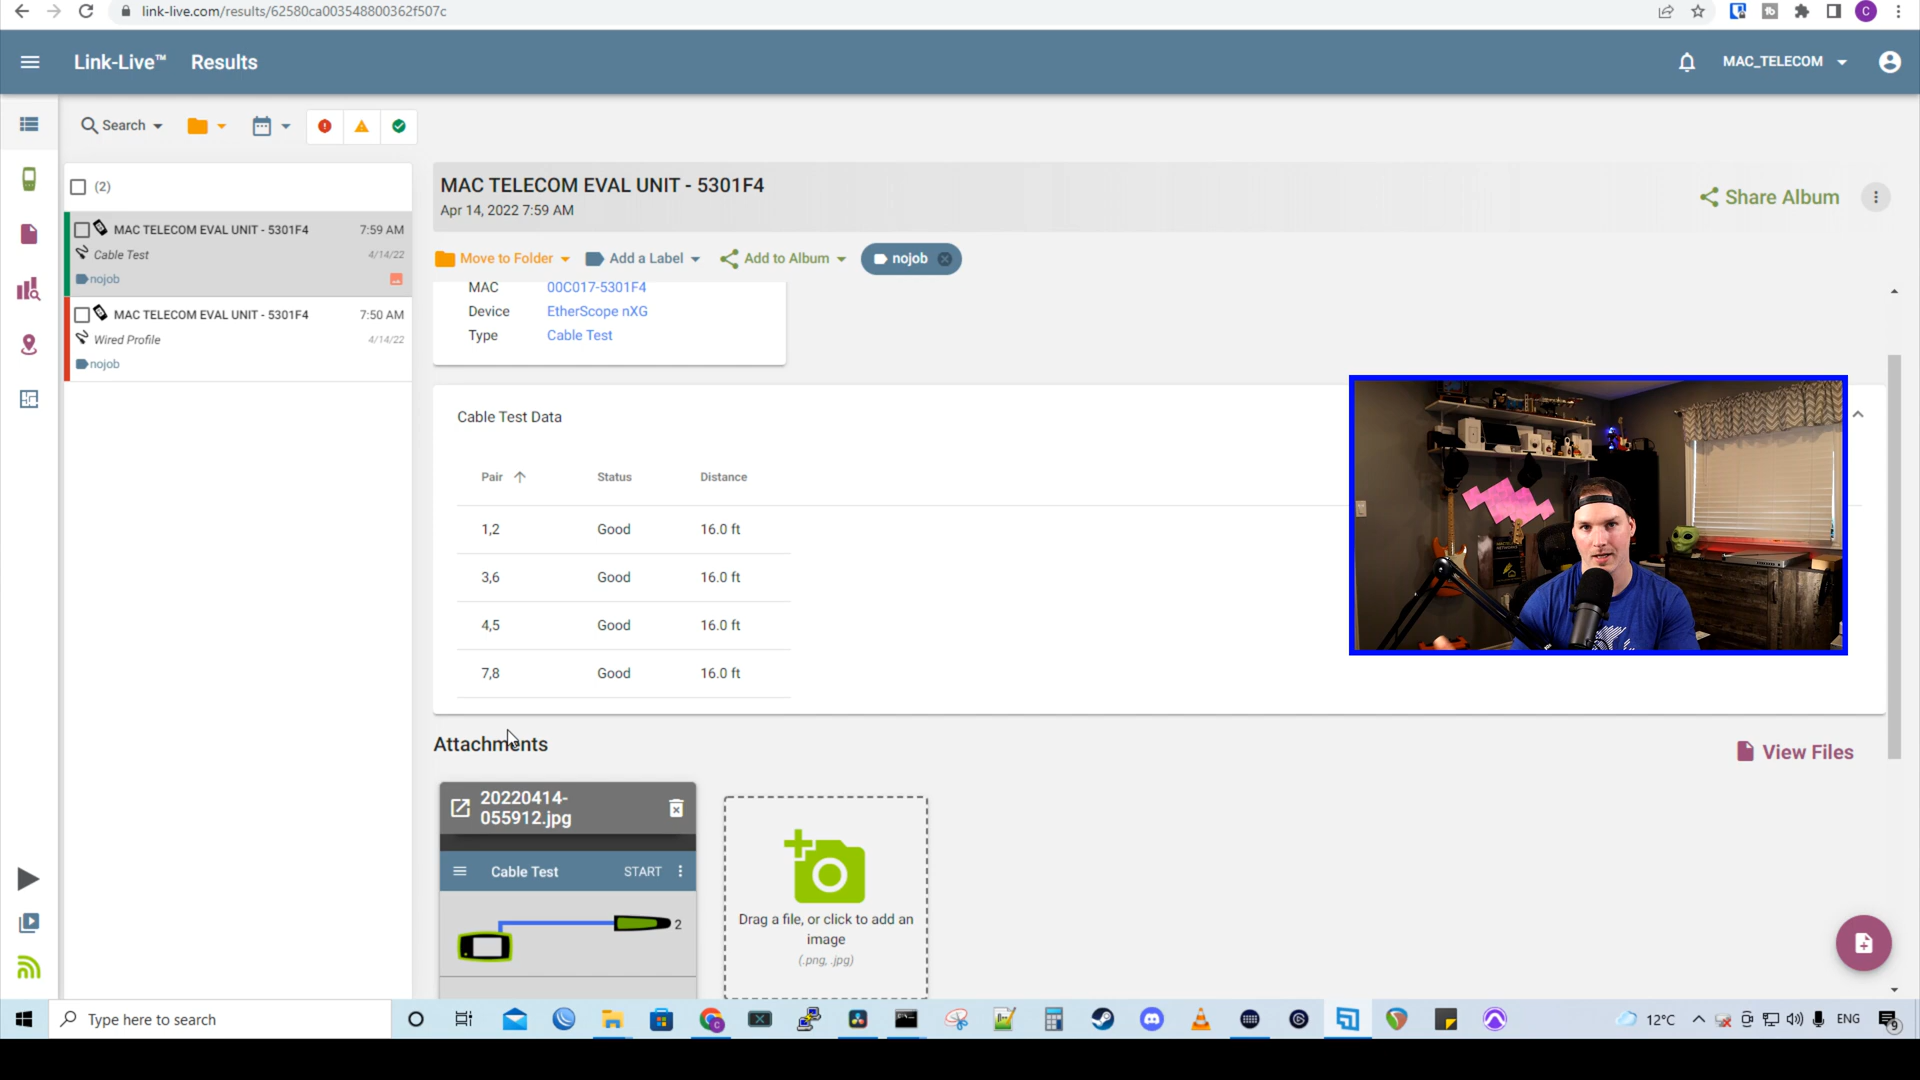 link-live.com/results/62580ca003548800362f507c
C
Link-Live™ Results
MAC_TELECOM
Search
(2)
MAC TELECOM EVAL UNIT - 5301F4 7:59 AM
Cable Test 4/14/22
nojob
MAC TELECOM EVAL UNIT - 5301F4 7:50 AM
Wired Profile 4/14/22
nojob
MAC TELECOM EVAL UNIT - 5301F4
Apr 14, 2022 7:59 AM
Share Album
Move to Folder Add a Label Add to Album nojob
MAC 00C017-5301F4
Device EtherScope nXG
Type Cable Test
Cable Test Data
Pair Status Distance
1,2 Good 16.0 ft
3,6 Good 16.0 ft
4,5 Good 16.0 ft
7,8 Good 16.0 ft
Attachments
View Files
20220414-
055912.jpg
Cable Test START
2
Drag a file, or click to add an
image
(.png, .jpg)
Type here to search
12°C
ENG
9